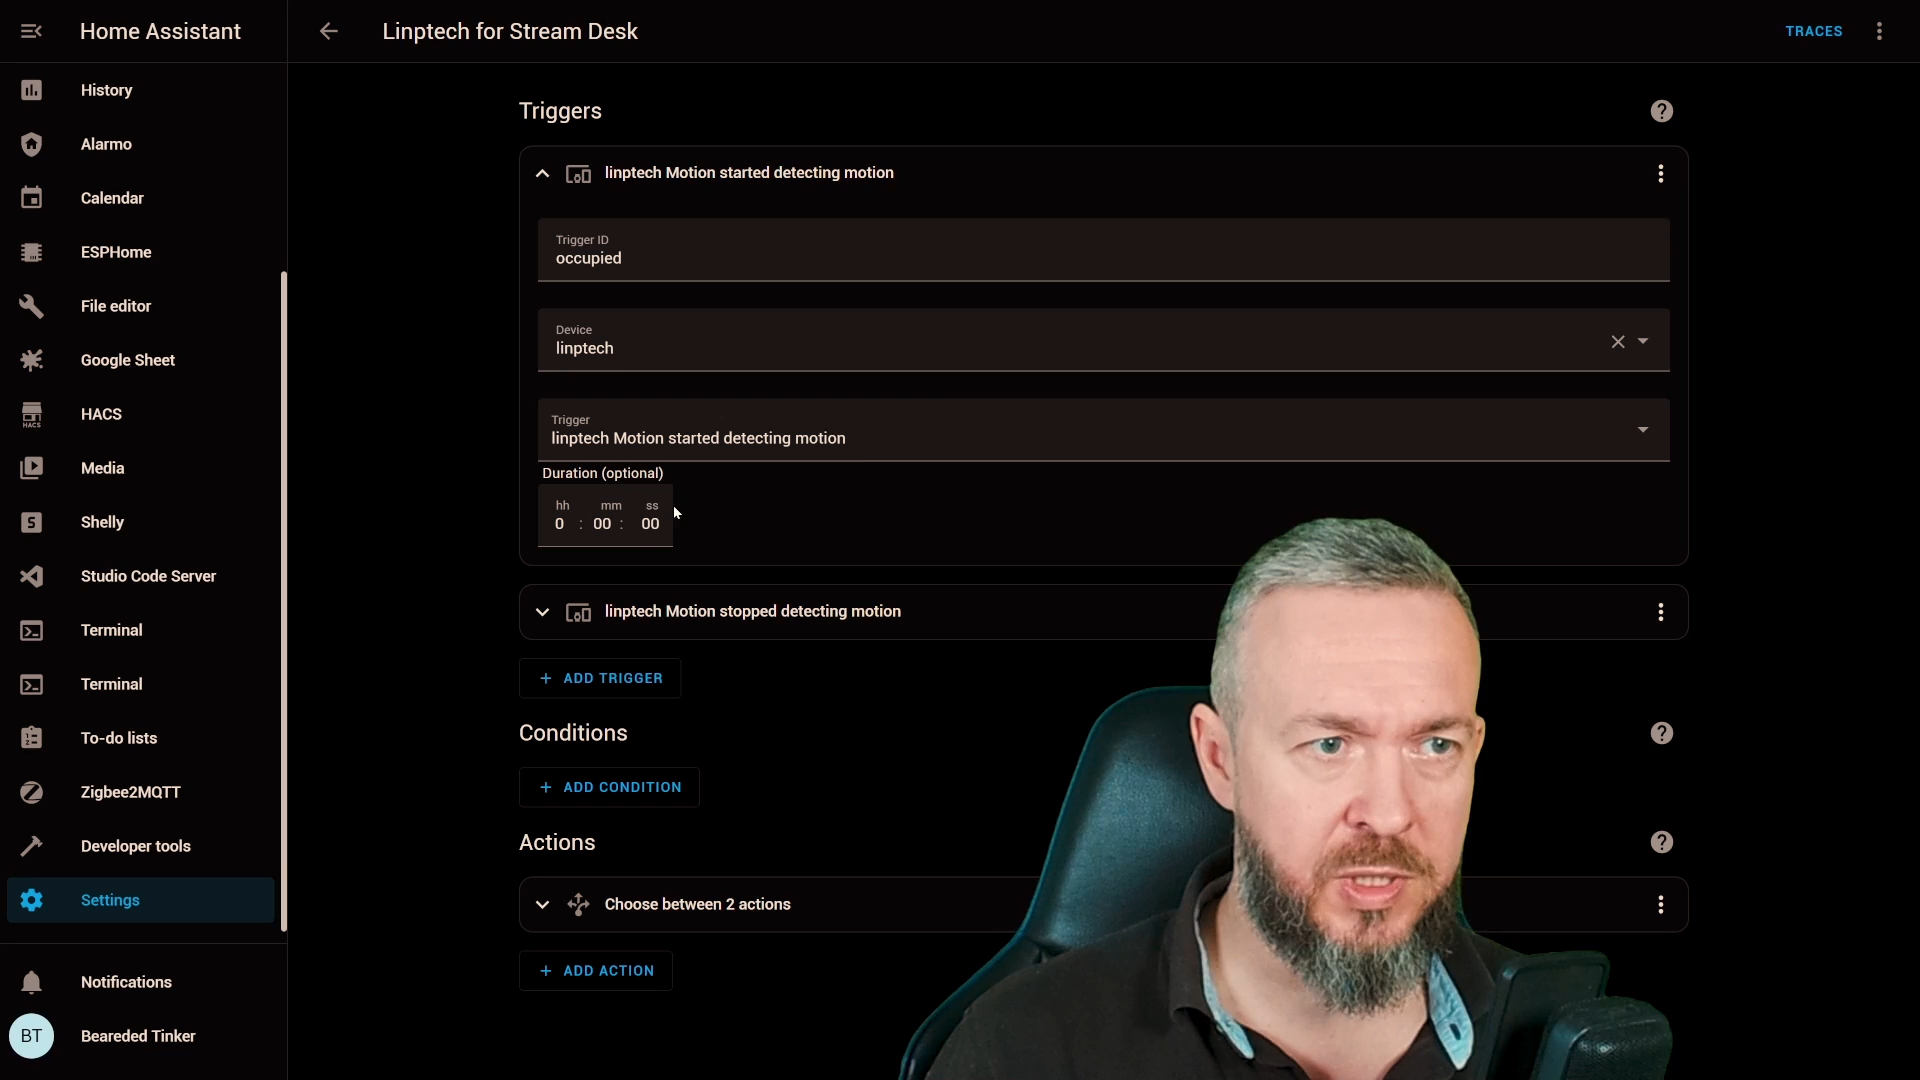 Home Assistant
History
Alarmo
Calendar
ESPHome
File editor
Google Sheet
HACS
HACS
Media
S
Shelly
Studio Code Server
Terminal
Terminal
To-do lists
Zigbee2MQTT
Developer tools
Settings
Notifications
BT
Bearded Tinker
Linptech for Stream Desk
TRACES
Triggers
linptech Motion started detecting motion
Trigger ID
occupied
Device
linptech
Trigger
linptech Motion started detecting motion
Duration (optional)
hh mm ss
0 : 00 : 00
linptech Motion stopped detecting motion
+ ADD TRIGGER
Conditions
+ ADD CONDITION
Actions
Choose between 2 actions
+ ADD ACTION